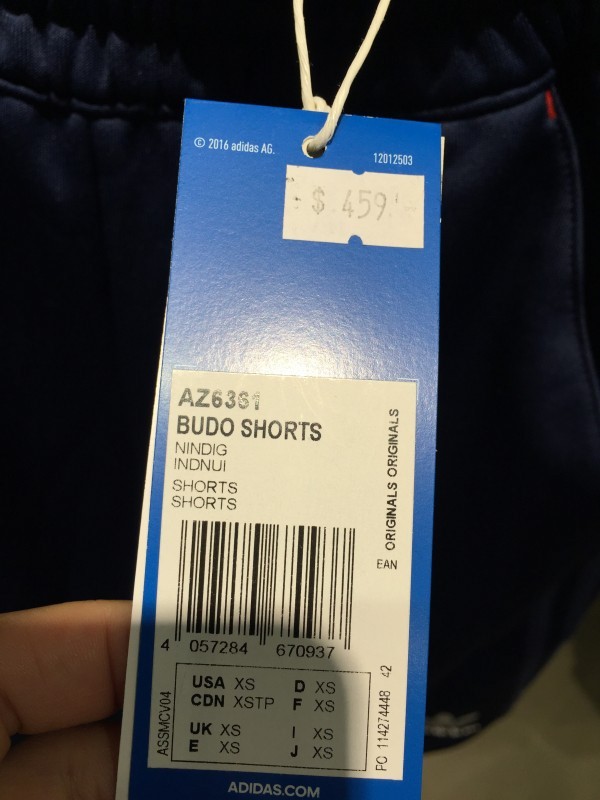 © 2016 adidas AG.
12012503
$ 459.-
BUDO SHORTS
NINDIG
INDNUI
SHORTS
SHORTS
ORIGINALS ORIGINALS
EAN
4 057284 670937
USA XS D XS
CDN XSTP F XS
UK XS I XS
E XS J XS
ASSMCV04
PC 114274448 42
ADIDAS.COM